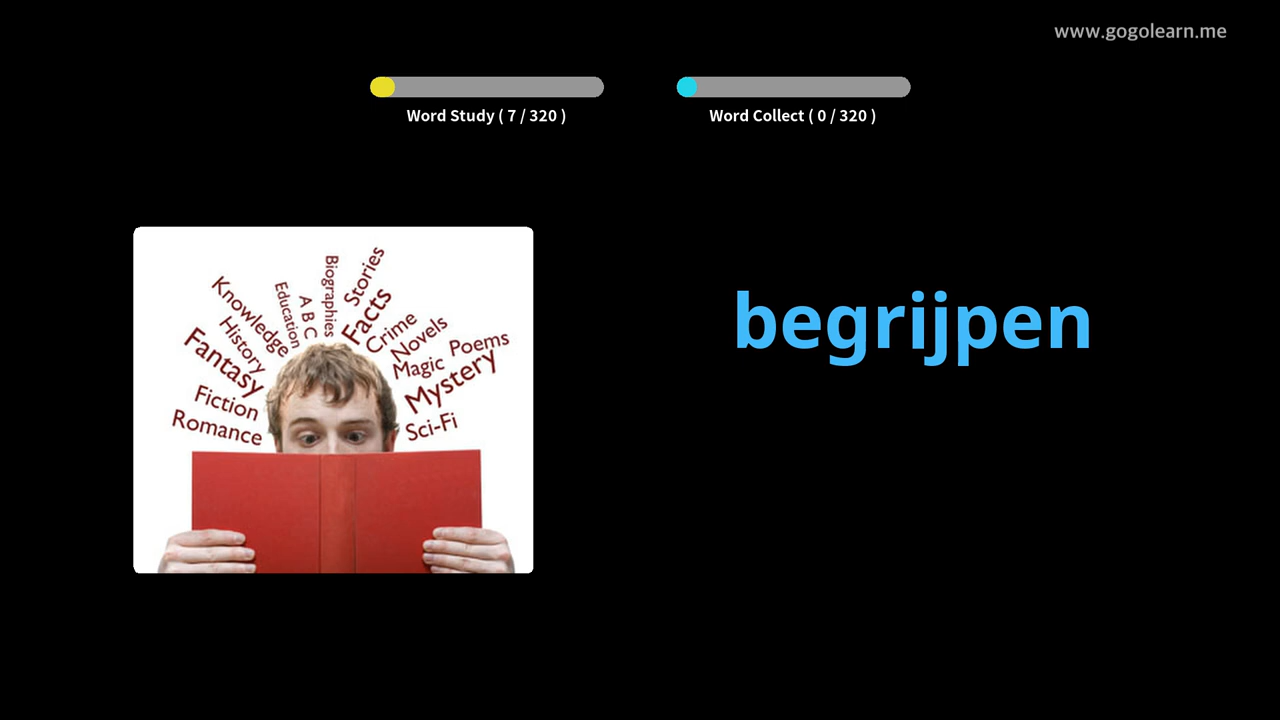 www.gogolearn.me
Word Study ( 7 / 320 )
Word Collect ( 0 / 320 )
Knowledge
History
Fantasy
Fiction
Romance
Education
A B C
Biographies
Stories
Facts
Crime
Novels
Magic
Poems
Mystery
Sci-Fi
begrijpen